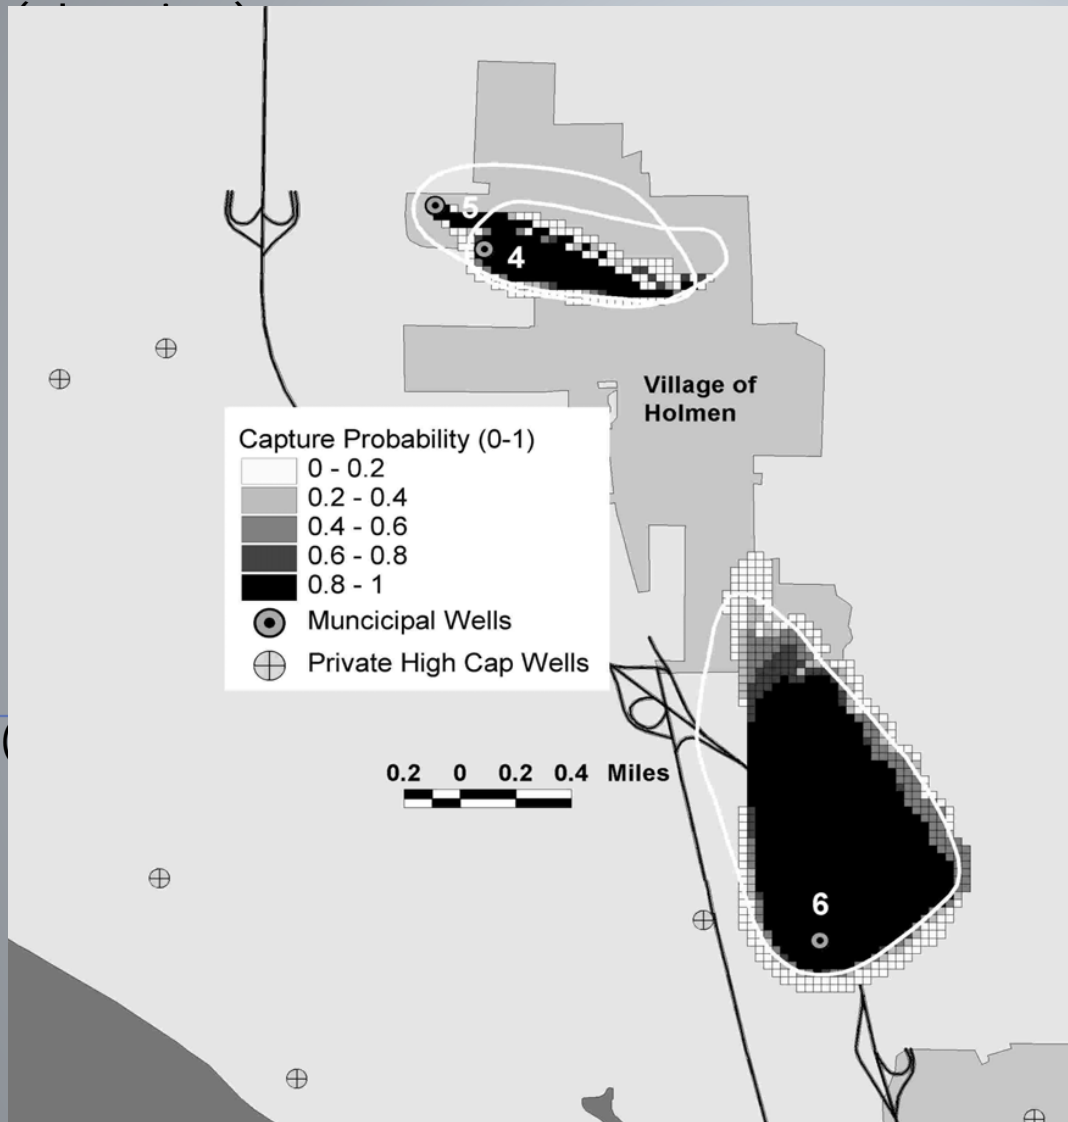 5
4
Village of
Holmen
Capture Probability (0-1)
0 - 0.2
0.2 - 0.4
0.4 - 0.6
0.6 - 0.8
0.8 - 1
Muncicipal Wells
Private High Cap Wells
0.2 0 0.2 0.4 Miles
6